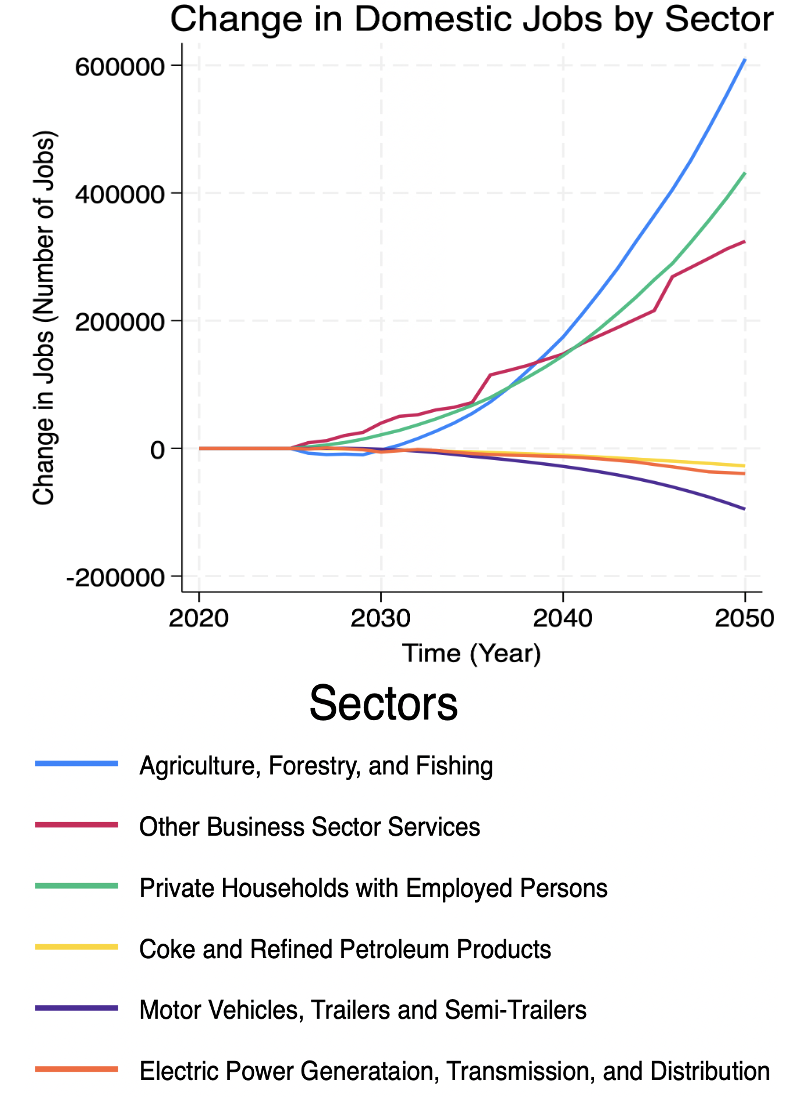 Change in Domestic Jobs by Sector
600000
400000
200000
0
-200000
Change in Jobs (Number of Jobs)
2020 2030 2040 2050
Time (Year)
Sectors
Agriculture, Forestry, and Fishing
Other Business Sector Services
Private Households with Employed Persons
Coke and Refined Petroleum Products
Motor Vehicles, Trailers and Semi-Trailers
Electric Power Generataion, Transmission, and Distribution